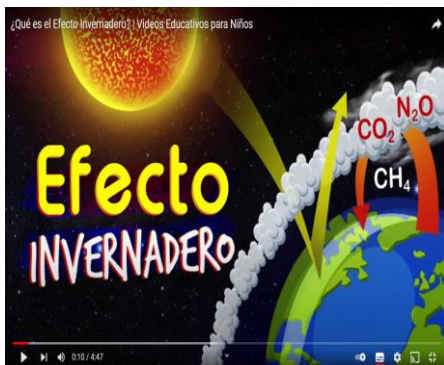 ¿Qué es el Efecto Invernadero? | Videos Educativos para Niños
Efecto
INVERNADERO
CO₂
N₂O
CH₄
0:10 / 4:47